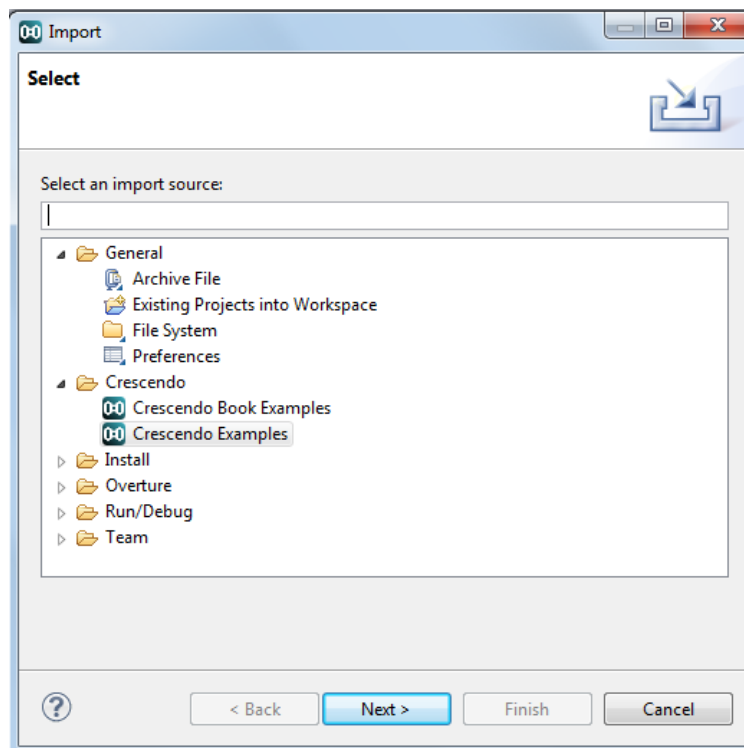 Import
Select
Select an import source:
General
Archive File
Existing Projects into Workspace
File System
Preferences
Crescendo
Crescendo Book Examples
Crescendo Examples
Install
Overture
Run/Debug
Team
?
< Back
Next >
Finish
Cancel